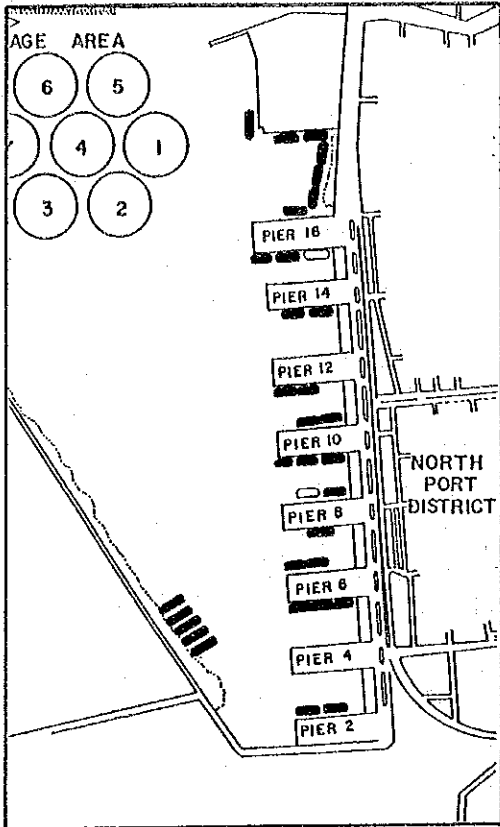 AGE AREA
6
5
4
1
3
2
PIER 16
PIER 14
PIER 12
PIER 10
NORTH
PORT
DISTRICT
PIER 8
PIER 6
PIER 4
PIER 2